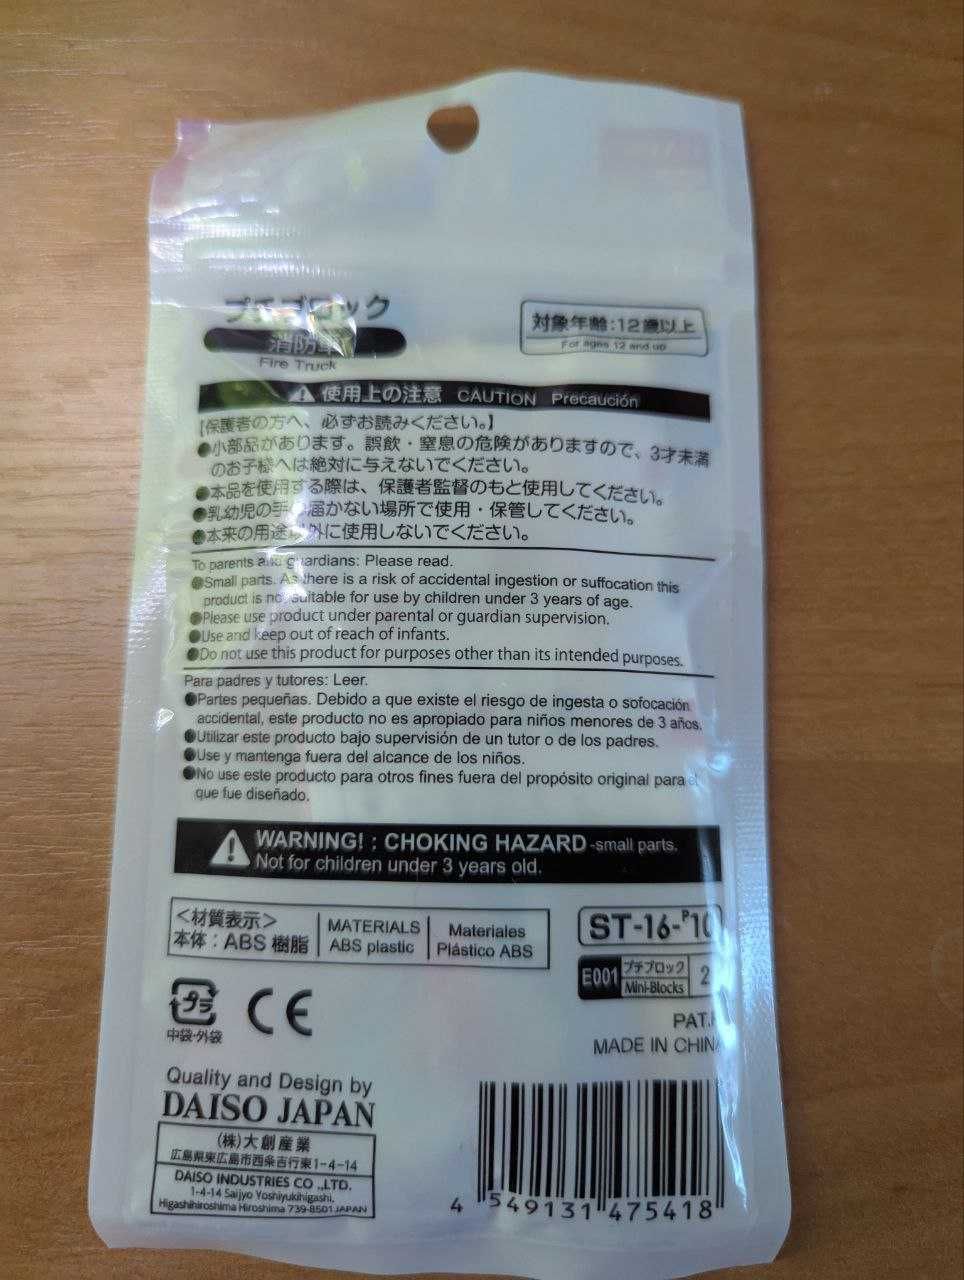 プチブロック
消防車
Fire Truck
対象年齢:12歳以上
For ages 12 and up
使用上の注意 CAUTION Precaución
【保護者の方へ、必ずお読みください。】
●小部品があります。誤飲・窒息の危険がありますので、3才未満
のお子様へは絶対に与えないでください。
●本品を使用する際は、保護者監督のもと使用してください。
●乳幼児の手の届かない場所で使用・保管してください。
●本来の用途以外に使用しないでください。
To parents and guardians: Please read.
●Small parts. As there is a risk of accidental ingestion or suffocation this
product is not suitable for use by children under 3 years of age.
●Please use product under parental or guardian supervision.
●Use and keep out of reach of infants.
●Do not use this product for purposes other than its intended purposes.
Para padres y tutores: Leer.
●Partes pequeñas. Debido a que existe el riesgo de ingesta o sofocación
accidental, este producto no es apropiado para niños menores de 3 años.
●Utilizar este producto bajo supervisión de un tutor o de los padres.
●Use y mantenga fuera del alcance de los niños.
●No use este producto para otros fines fuera del propósito original para el
que fue diseñado.
WARNING! : CHOKING HAZARD -small parts.
Not for children under 3 years old.
<材質表示>
本体：ABS 樹脂
MATERIALS
ABS plastic
Materiales
Plástico ABS
ST-16-P10
E001 プチブロック
Mini-Blocks 2
プラ
中袋・外袋
CE
PAT.
MADE IN CHINA
Quality and Design by
DAISO JAPAN
(株)大創産業
広島県東広島市西条吉行東1-4-14
DAISO INDUSTRIES CO.,LTD.
1-4-14 Saijyo Yoshiyukihigashi,
Higashihiroshima Hiroshima 739-8501 JAPAN
4 549131 475418